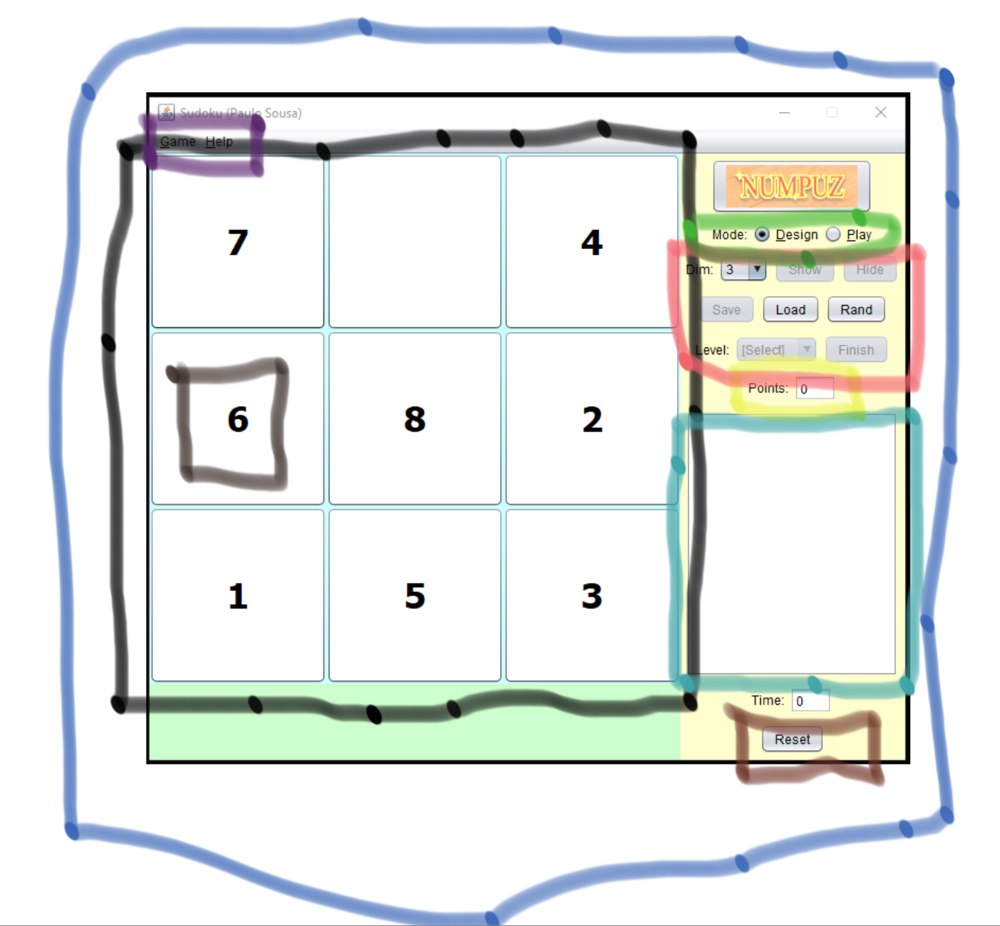 Sudoku (Paulo Sousa)
Game Help
7 4
6 8 2
1 5 3
NUMPUZ
Mode: Design Play
Dim: 3 Show Hide
Save Load Rand
Level: [Select] Finish
Points: 0
Time: 0
Reset